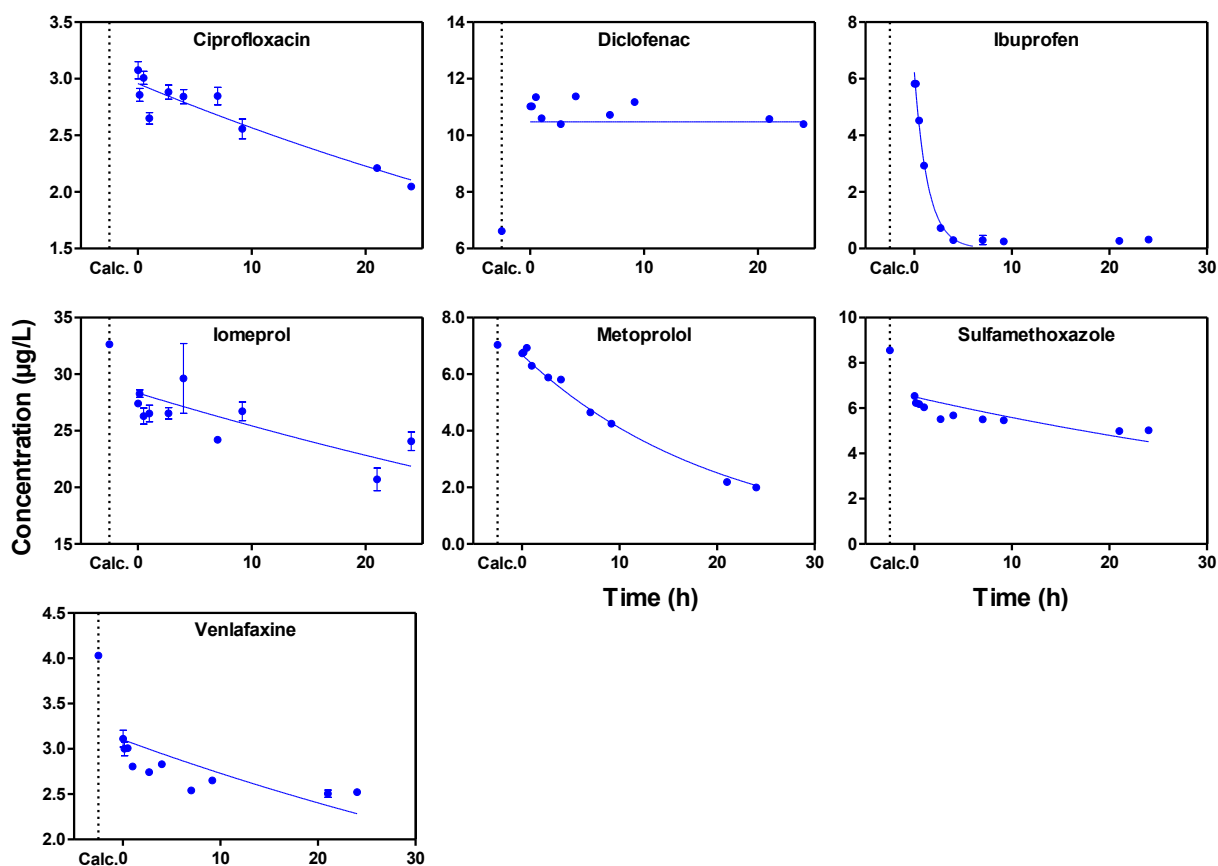 Concentration (µg/L)
Ciprofloxacin
3.5
3.0
2.5
2.0
1.5
Calc. 0 10 20
Diclofenac
14
12
10
8
6
Calc. 0 10 20
Ibuprofen
8
6
4
2
0
Calc. 0 10 20 30
Iomeprol
35
30
25
20
15
Calc. 0 10 20
Metoprolol
8.0
6.0
4.0
2.0
0.0
Calc. 0 10 20 30
Time (h)
Sulfamethoxazole
10
8
6
4
2
0
Calc. 0 10 20 30
Time (h)
Venlafaxine
4.5
4.0
3.5
3.0
2.5
2.0
Calc. 0 10 20 30